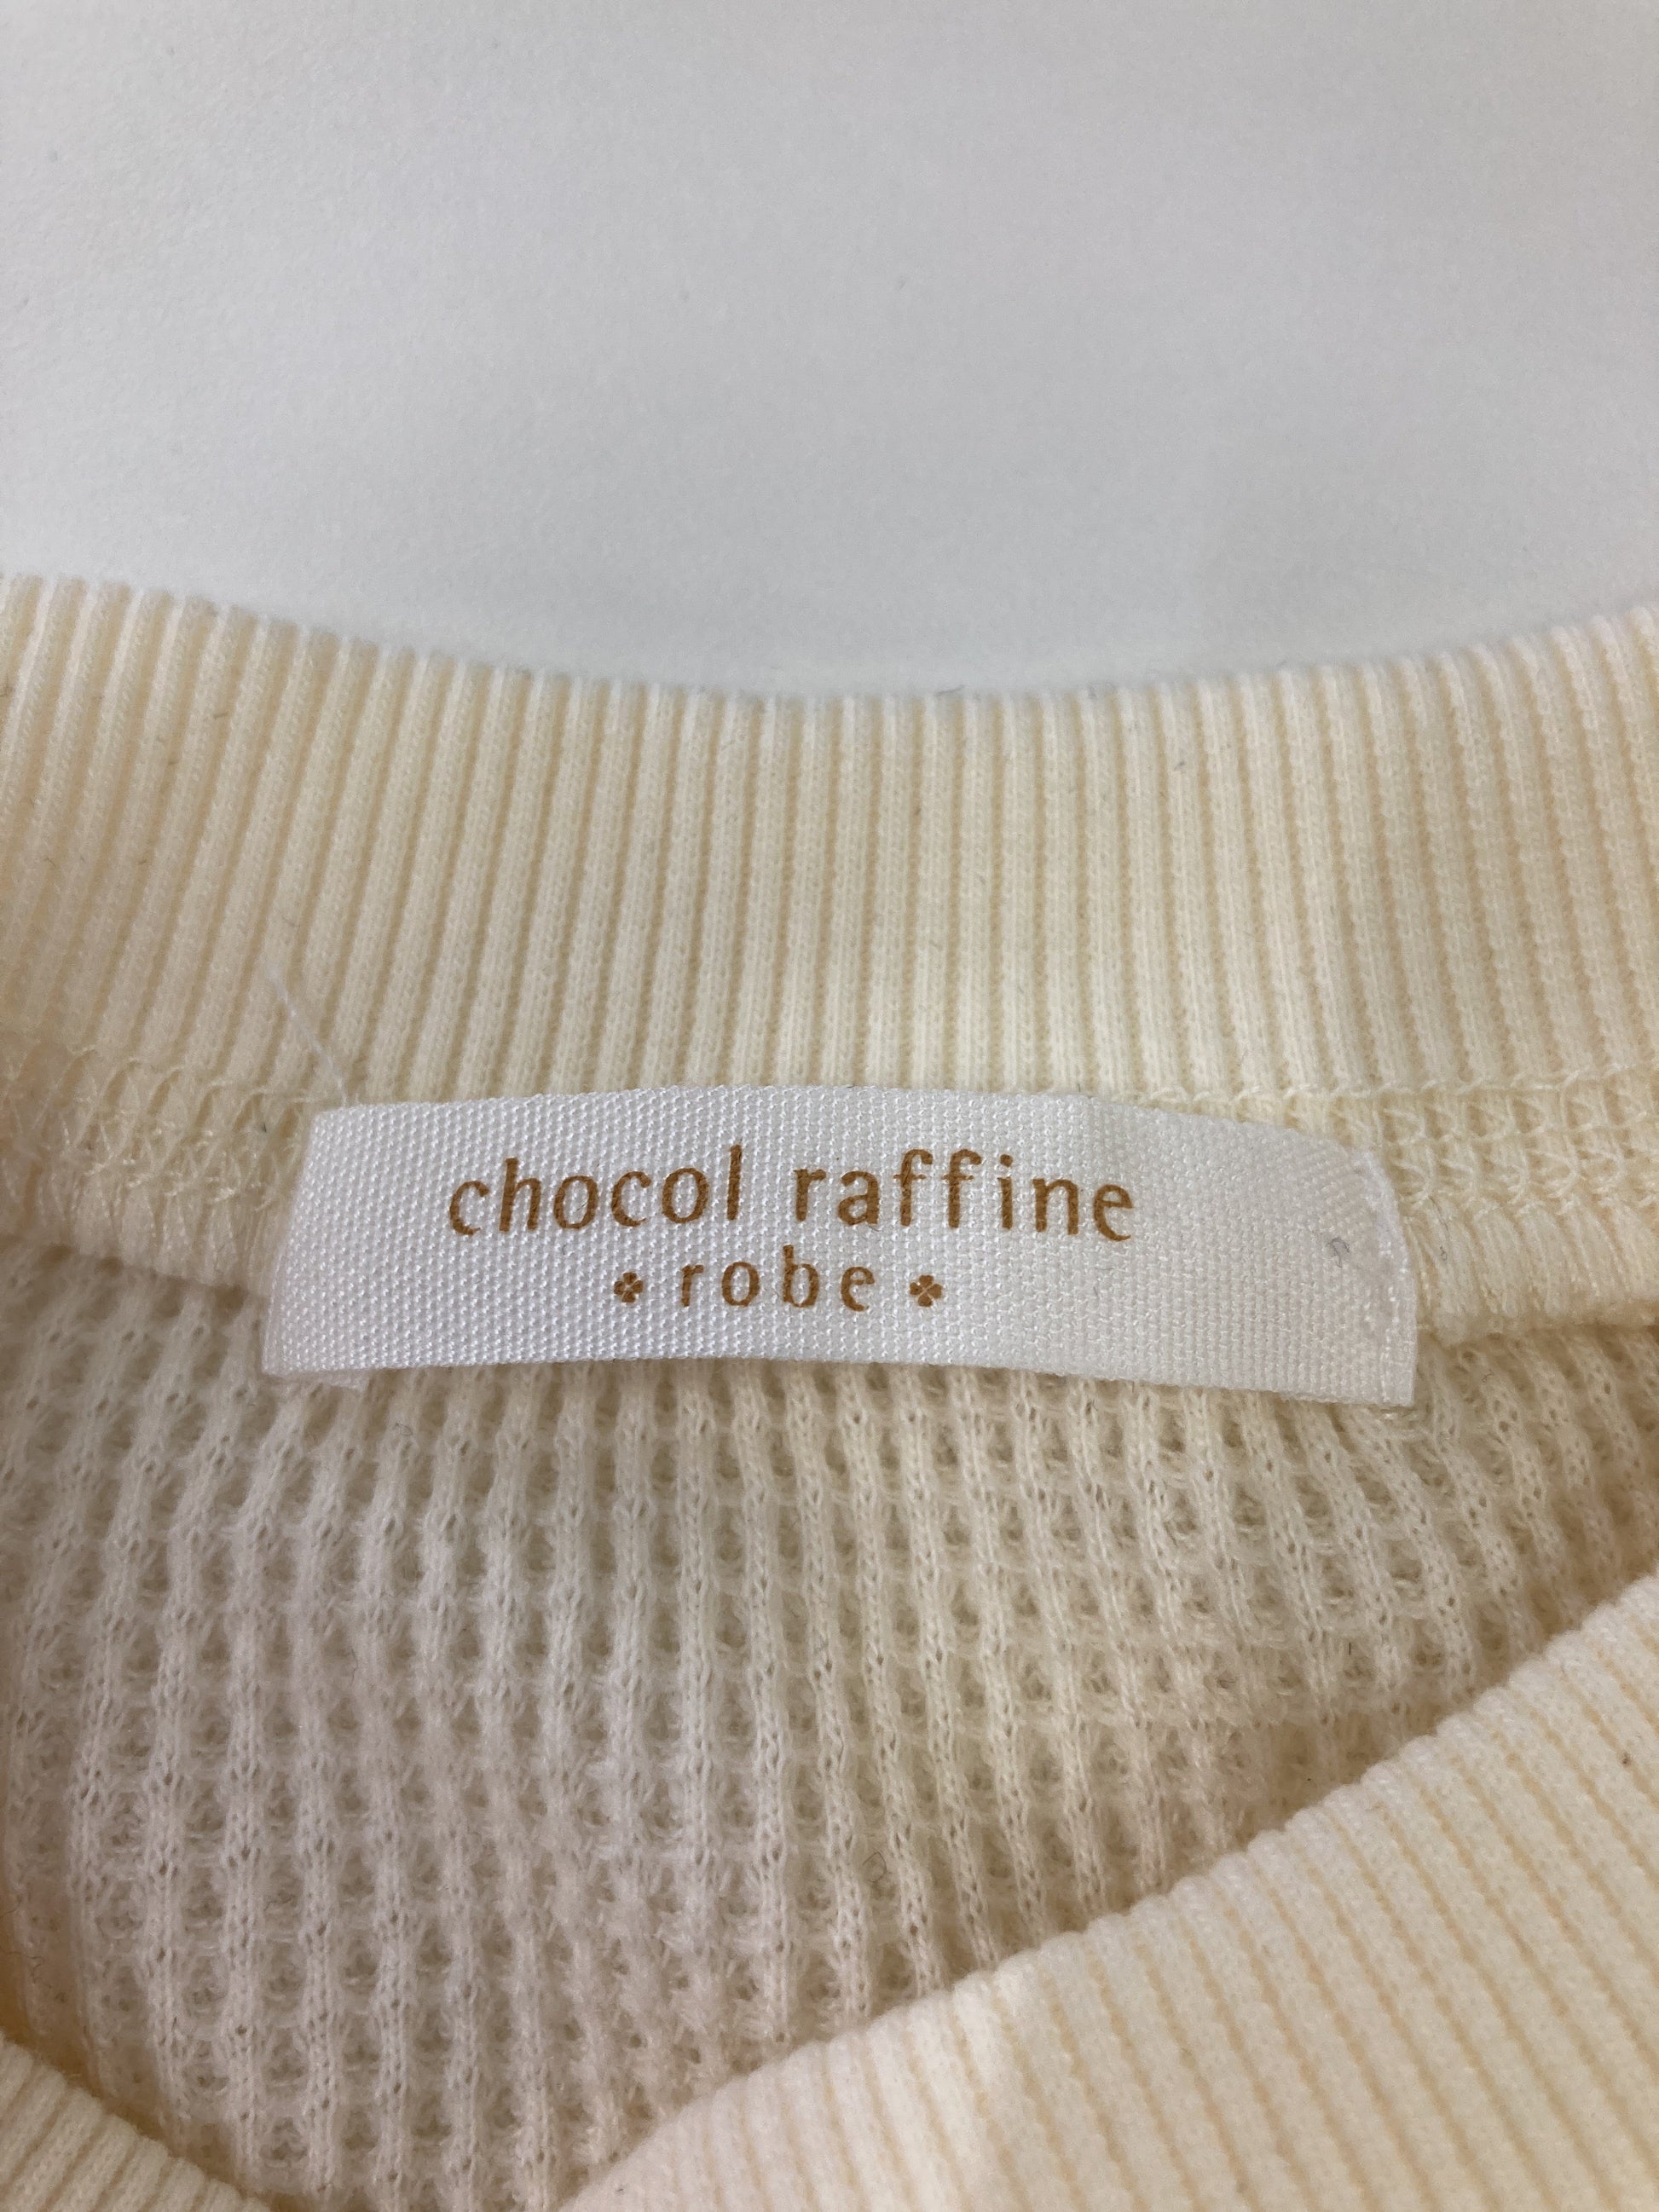 chocol raffine
robe